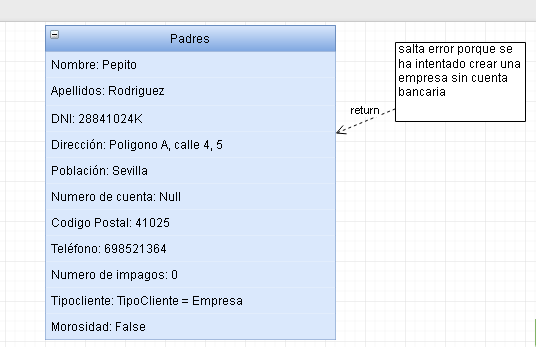 Padres
Nombre: Pepito
Apellidos: Rodriguez
DNI: 28841024K
Dirección: Poligono A, calle 4, 5
Población: Sevilla
Numero de cuenta: Null
Codigo Postal: 41025
Teléfono: 698521364
Numero de impagos: 0
Tipocliente: TipoCliente = Empresa
Morosidad: False
return
salta error porque se
ha intentado crear una
empresa sin cuenta
bancaria